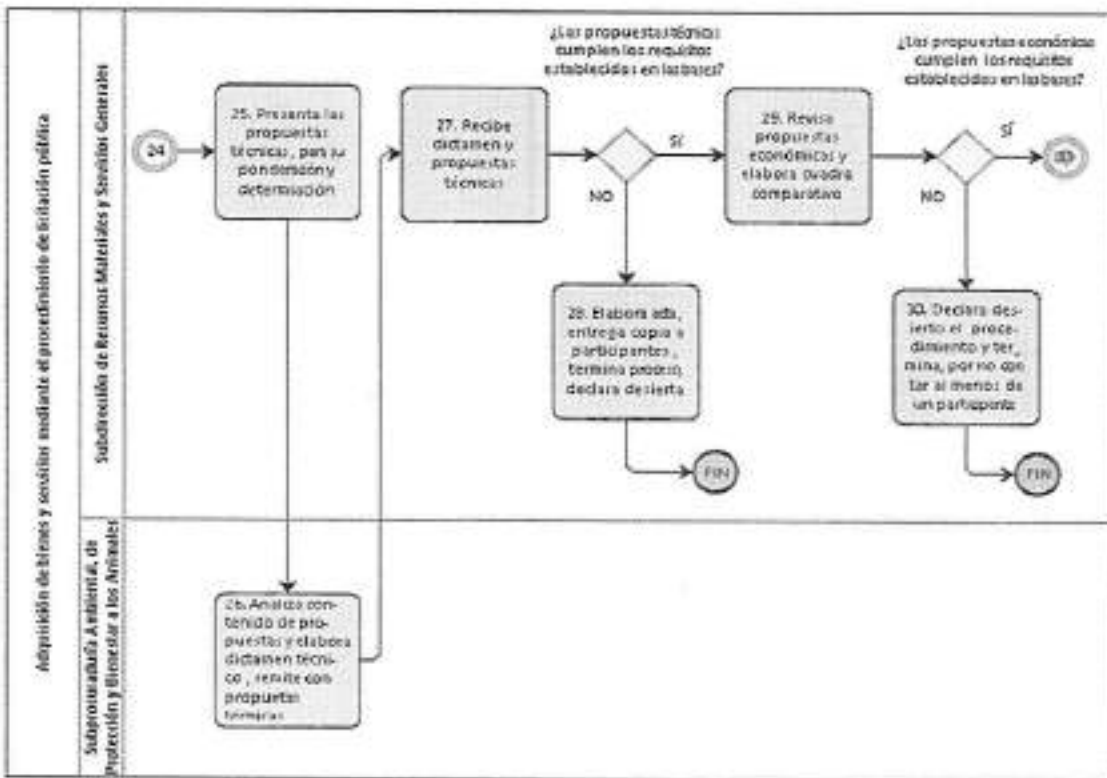 Adquisición de bienes y servicios mediante el procedimiento de licitación pública
Subdirección de Recursos Materiales y Servicios Generales
Subprocuraduría Ambiental, de
Protección y Bienestar a los Animales
24
25. Presenta las
propuestas
técnicas, para su
ponderación y
determinación
27. Recibe
dictamen y
propuestas
técnicas
¿Las propuestas técnicas
cumplen los requisitos
establecidos en las bases?
SÍ
NO
29. Revisa
propuestas
económicas y
elabora cuadro
comparativo
¿Las propuestas económicas
cumplen los requisitos
establecidos en las bases?
SÍ
NO
28. Elabora acta,
entrega copia a
participantes,
termina proceso,
declara desierta
FIN
30. Declara des-
ierto el proce-
dimiento y ter,
mina, por no con
tar al menos de
un participante
FIN
26. Analiza con-
tenido de pro-
puestas y elabora
dictamen técni-
co, remite con
propuestas
técnicas